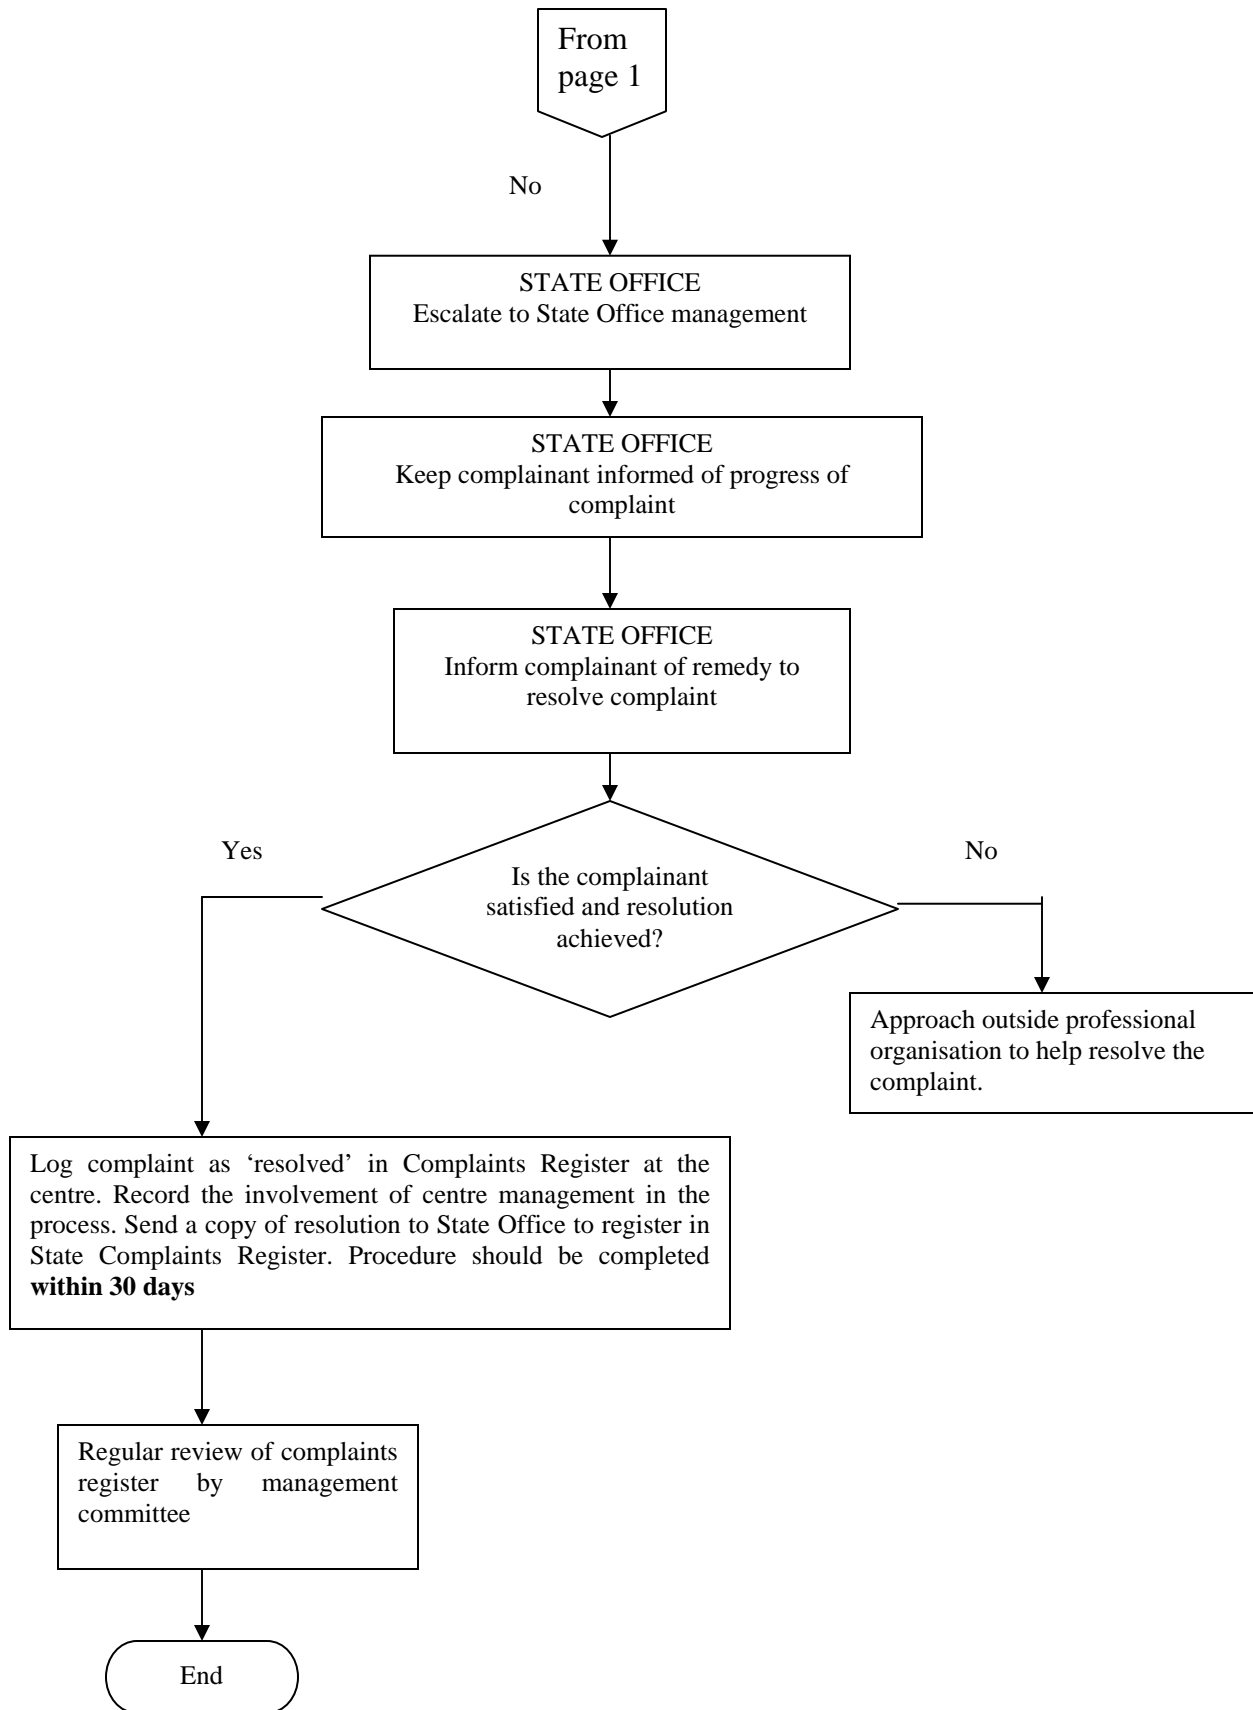 From
page 1
No
STATE OFFICE
Escalate to State Office management
STATE OFFICE
Keep complainant informed of progress of
complaint
STATE OFFICE
Inform complainant of remedy to
resolve complaint
Yes
No
Is the complainant
satisfied and resolution
achieved?
Approach outside professional
organisation to help resolve the
complaint.
Log complaint as ‘resolved’ in Complaints Register at the
centre. Record the involvement of centre management in the
process. Send a copy of resolution to State Office to register in
State Complaints Register. Procedure should be completed
within 30 days
Regular review of complaints
register by management
committee
End